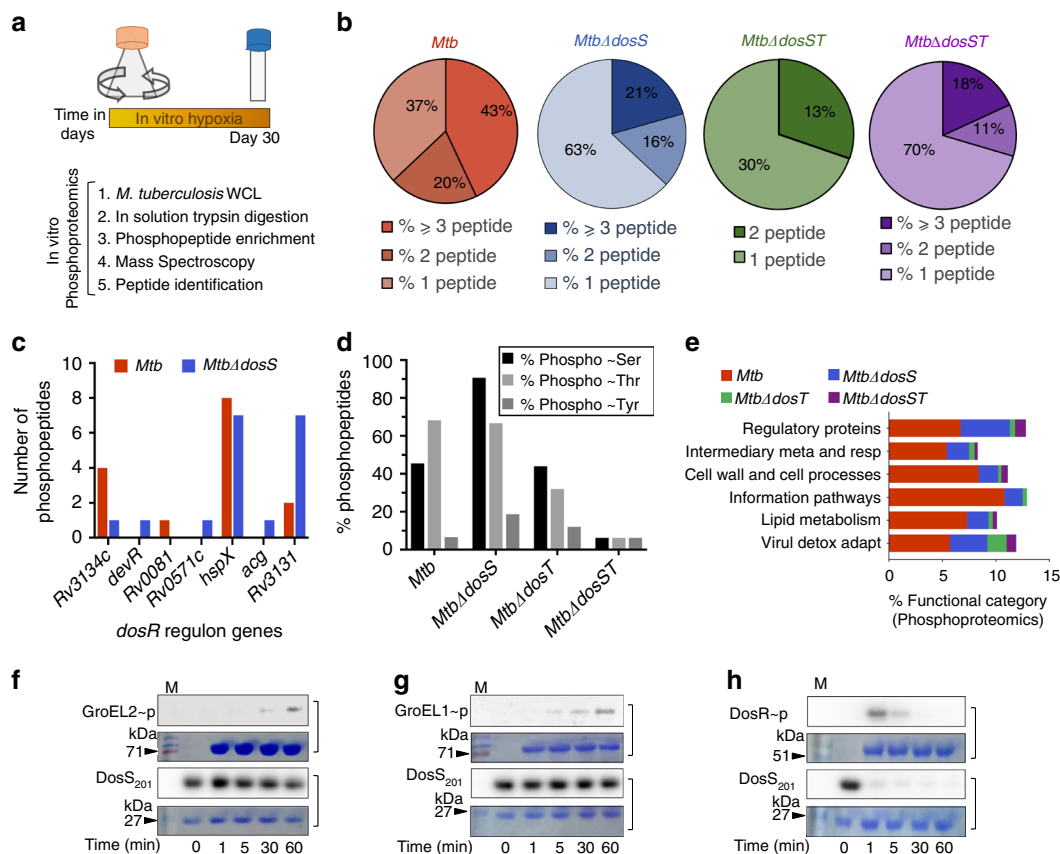 a
Time in days
In vitro hypoxia
Day 30
In vitro
Phosphoproteomics
1. M. tuberculosis WCL
2. In solution trypsin digestion
3. Phosphopeptide enrichment
4. Mass Spectroscopy
5. Peptide identification
b
Mtb
43%
20%
37%
% ⩾ 3 peptide
% 2 peptide
% 1 peptide
MtbΔdosS
21%
16%
63%
% ⩾ 3 peptide
% 2 peptide
% 1 peptide
MtbΔdosST
13%
30%
2 peptide
1 peptide
MtbΔdosST
18%
11%
70%
% ⩾ 3 peptide
% 2 peptide
% 1 peptide
c
Mtb
MtbΔdosS
Number of
phosphopeptides
10
8
6
4
2
0
Rv3134c
devR
Rv0081
Rv0571c
hspX
acg
Rv3131
dosR regulon genes
d
% Phospho ~Ser
% Phospho ~Thr
% Phospho ~Tyr
% phosphopeptides
100
80
60
40
20
0
Mtb
MtbΔdosS
MtbΔdosT
MtbΔdosST
e
Mtb
MtbΔdosS
MtbΔdosT
MtbΔdosST
Regulatory proteins
Intermediary meta and resp
Cell wall and cell processes
Information pathways
Lipid metabolism
Virul detox adapt
0 5 10 15
% Functional category
(Phosphoproteomics)
f
M
GroEL2~p
kDa
71
DosS201
kDa
27
Time (min) 0 1 5 30 60
g
M
GroEL1~p
kDa
71
DosS201
kDa
27
Time (min) 0 1 5 30 60
h
M
DosR~p
kDa
51
DosS201
kDa
27
Time (min) 0 1 5 30 60